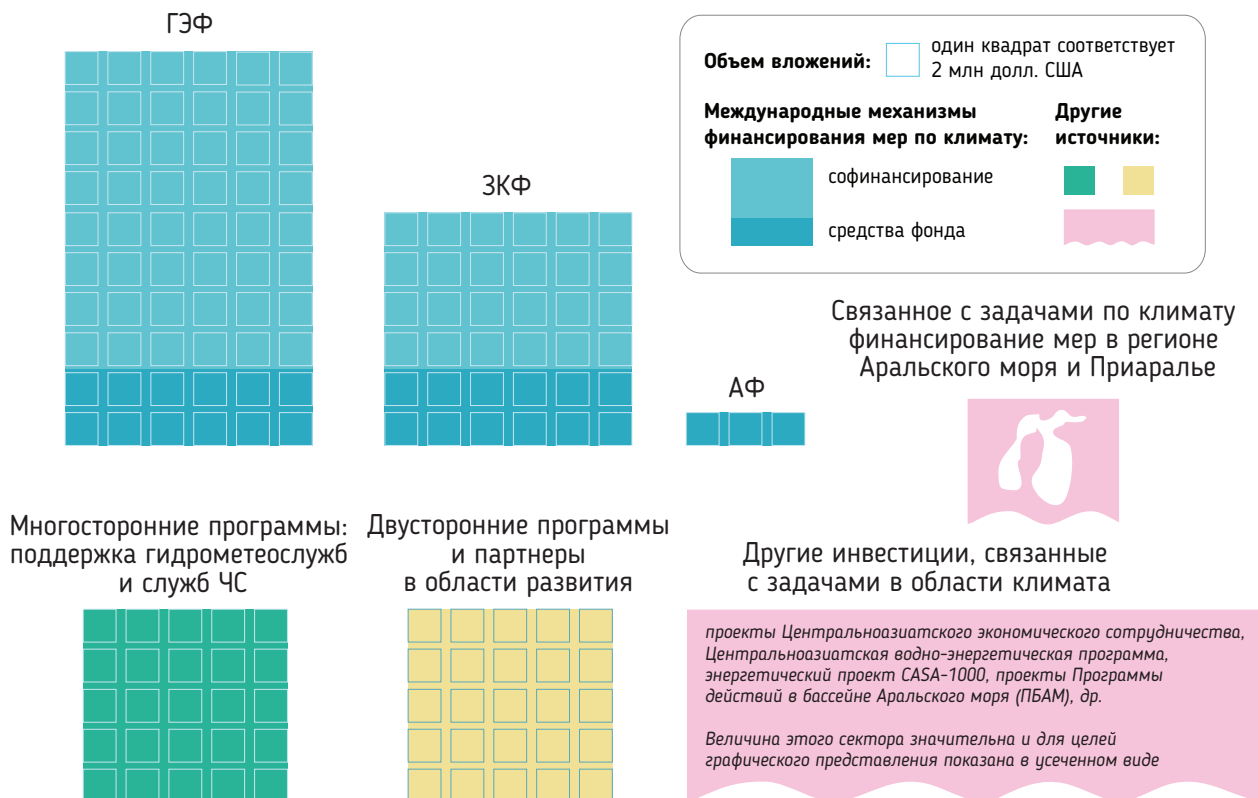 ГЭФ
ЗКФ
АФ
Объем вложений:
один квадрат соответствует
2 млн долл. США
Международные механизмы
финансирования мер по климату:
софинансирование
средства фонда
Другие
источники:
Связанное с задачами по климату
финансирование мер в регионе
Аральского моря и Приаралье
Многосторонние программы:
поддержка гидрометеослужб
и служб ЧС
Двусторонние программы
и партнеры
в области развития
Другие инвестиции, связанные
с задачами в области климата
проекты Центральноазиатского экономического сотрудничества,
Центральноазиатская водно-энергетическая программа,
энергетический проект CASA-1000, проекты Программы
действий в бассейне Аральского моря (ПБАМ), др.
Величина этого сектора значительна и для целей
графического представления показана в усеченном виде